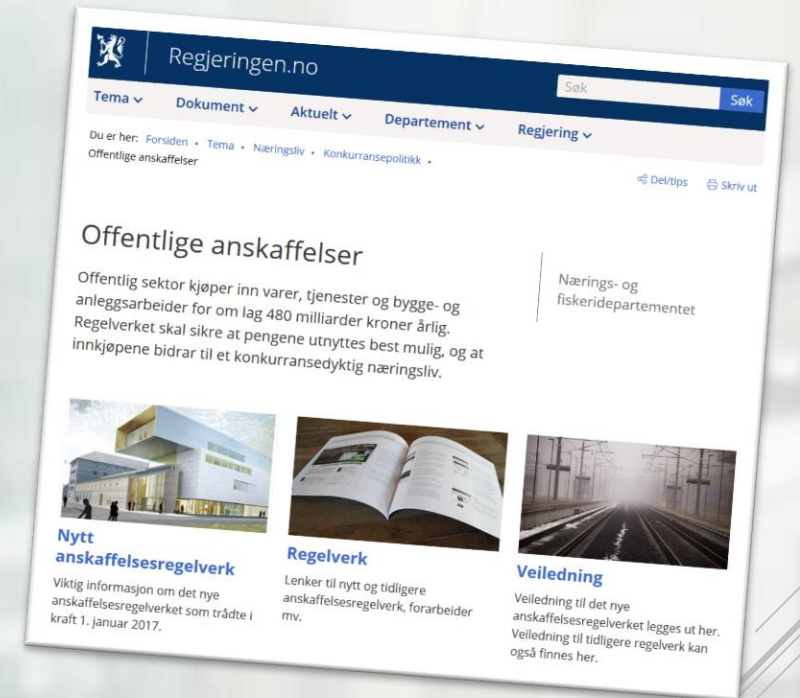 Regjeringen.no
Søk
Søk
Tema
Dokument
Aktuelt
Departement
Regjering
Du er her: Forsiden • Tema • Næringsliv • Konkurransepolitikk •
Offentlige anskaffelser
Del/tips
Skriv ut
Offentlige anskaffelser
Offentlig sektor kjøper inn varer, tjenester og bygge- og
anleggsarbeider for om lag 480 milliarder kroner årlig.
Regelverket skal sikre at pengene utnyttes best mulig, og at
innkjøpene bidrar til et konkurransedyktig næringsliv.
Nærings- og
fiskeridepartementet
Nytt
anskaffelsesregelverk
Viktig informasjon om det nye
anskaffelsesregelverket som trådte i
kraft 1. januar 2017.
Regelverk
Lenker til nytt og tidligere
anskaffelsesregelverk, forarbeider
mv.
Veiledning
Veiledning til det nye
anskaffelsesregelverket legges ut her.
Veiledning til tidligere regelverk kan
også finnes her.